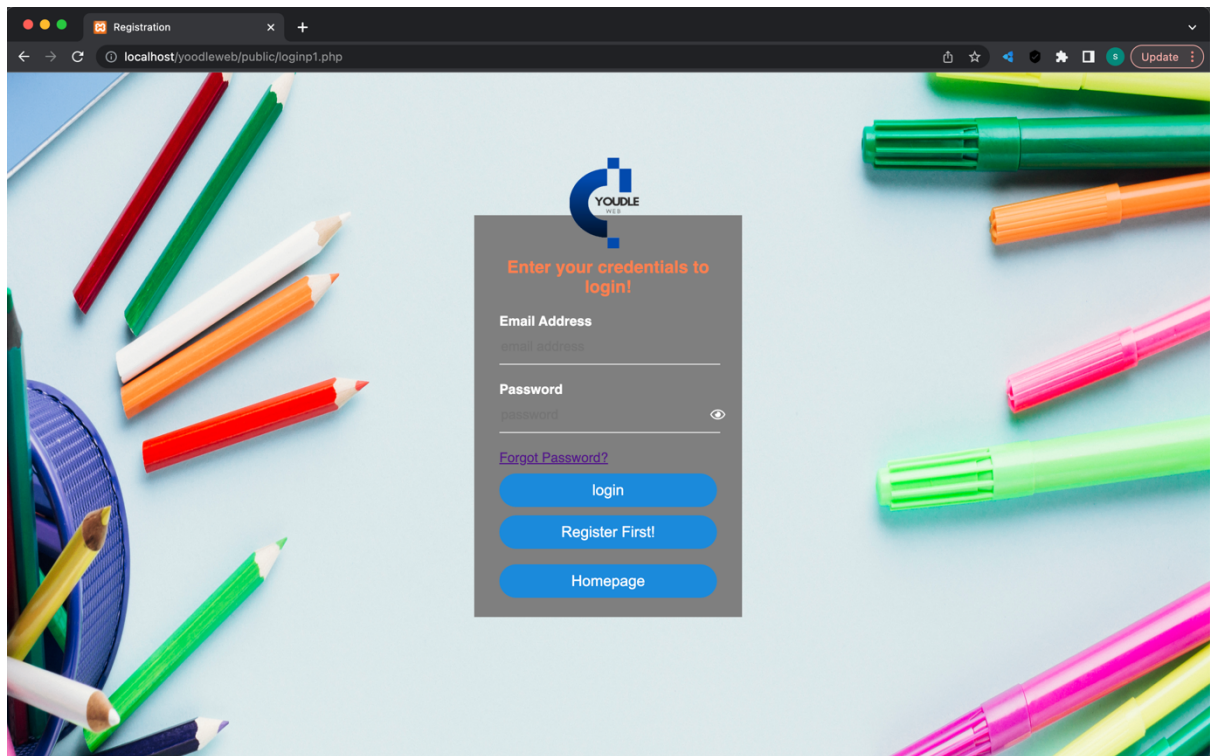 Registration
localhost/yoodleweb/public/loginp1.php
S
Update
YOUDLE
WEB
Enter your credentials to
login!
Email Address
email address
Password
password
Forgot Password?
login
Register First!
Homepage